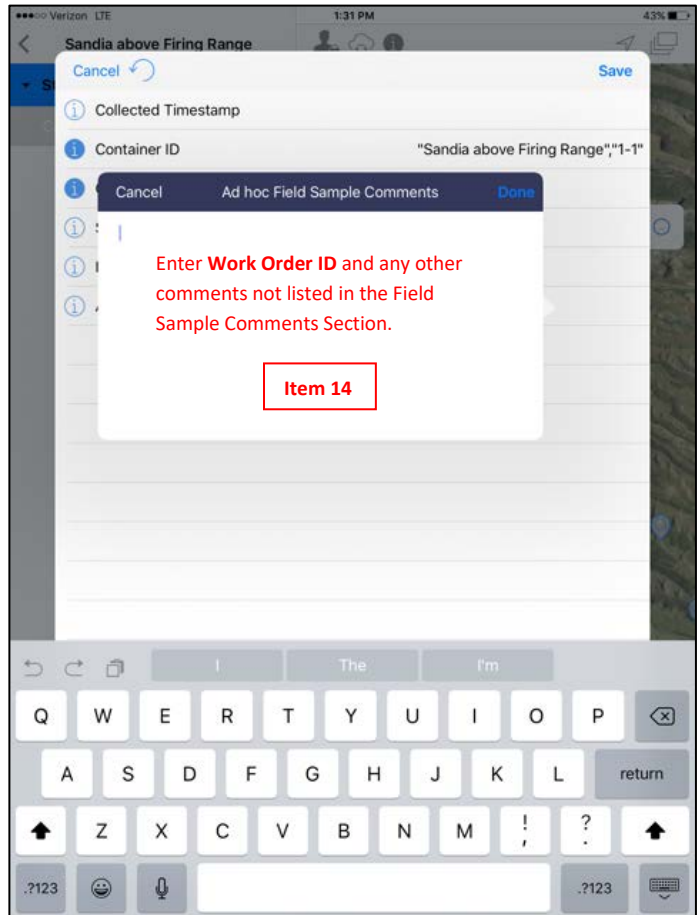 Verizon LTE 1:31 PM 43%
Sandia above Firing Range
Cancel Save
Collected Timestamp
Container ID "Sandia above Firing Range","1-1"
Cancel Ad hoc Field Sample Comments Done
Enter Work Order ID and any other
comments not listed in the Field
Sample Comments Section.
Item 14
I The I'm
Q W E R T Y U I O P
A S D F G H J K L return
Z X C V B N M ! , ? .
.?123 .?123